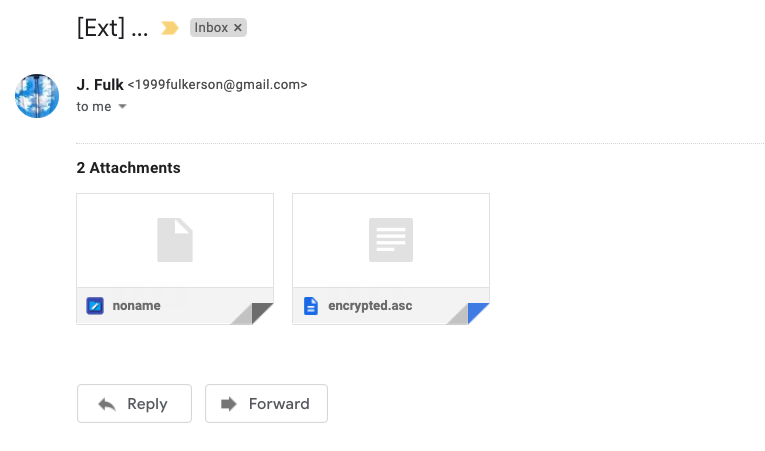 [Ext] ...
Inbox ×
J. Fulk <1999fulkerson@gmail.com>
to me
2 Attachments
noname
encrypted.asc
Reply
Forward